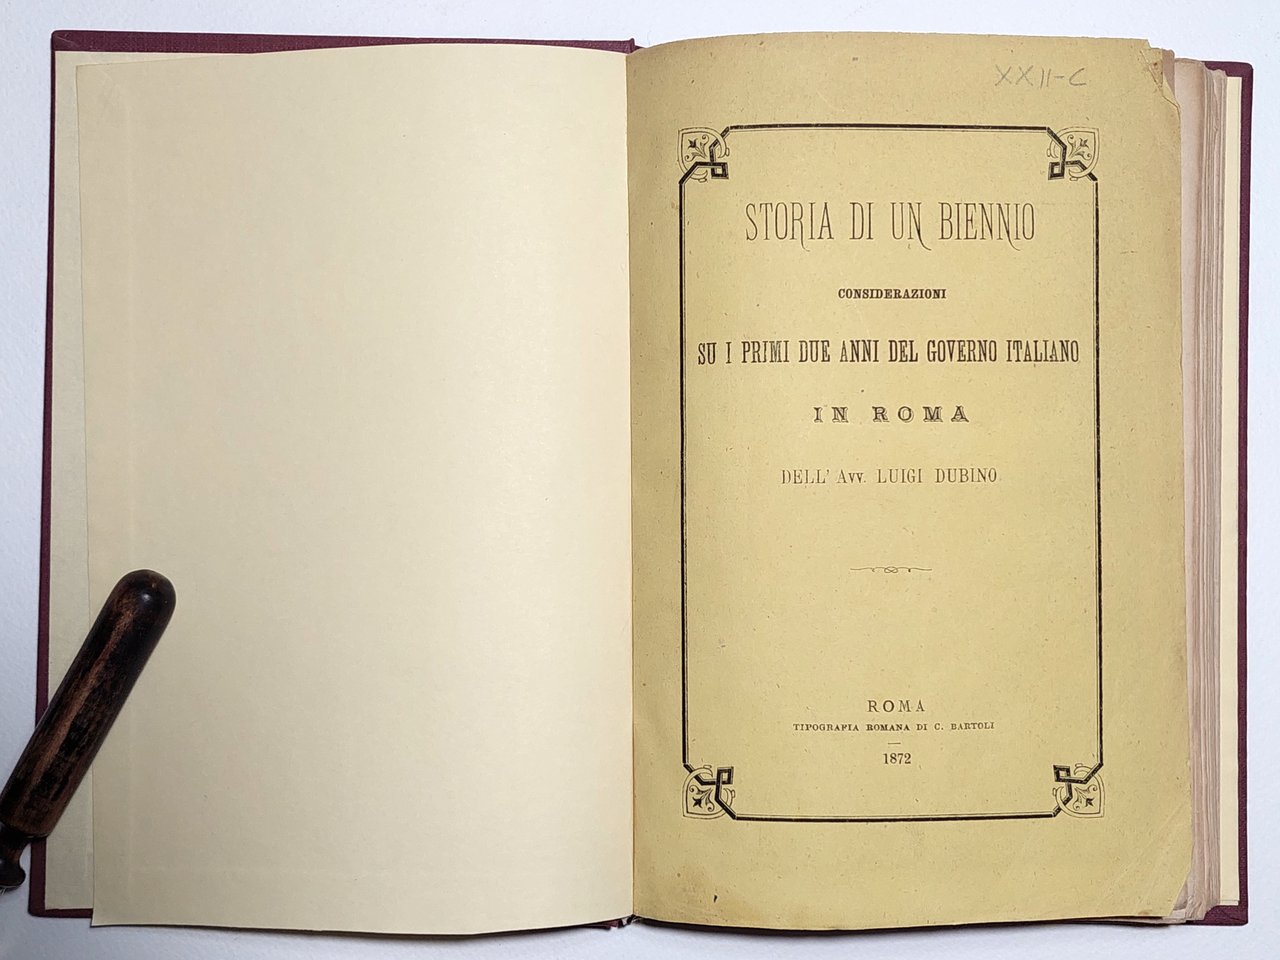 XXII-C
STORIA DI UN BIENNIO
CONSIDERAZIONI
SU I PRIMI DUE ANNI DEL GOVERNO ITALIANO
IN ROMA
DELL' Avv. LUIGI DUBINO
ROMA
TIPOGRAFIA ROMANA DI C. BARTOLI
1872